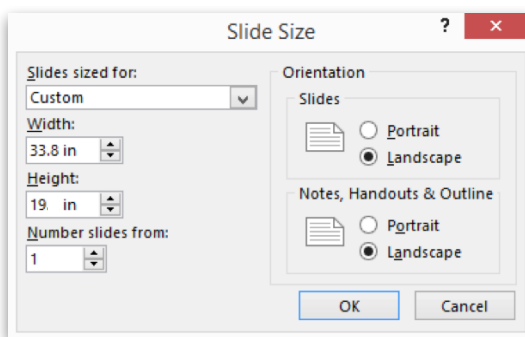 Slide Size
?
Slides sized for:
Custom
Width:
33.8 in
Height:
19. in
Number slides from:
1
Orientation
Slides
Portrait
Landscape
Notes, Handouts & Outline
Portrait
Landscape
OK
Cancel